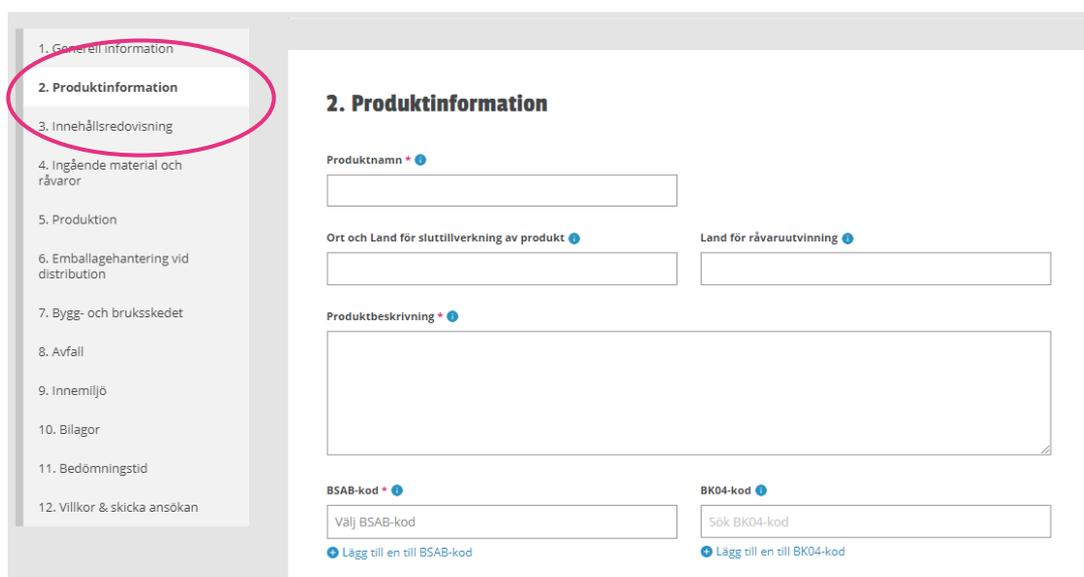 1. Generell information
2. Produktinformation
3. Innehållsredovisning
4. Ingående material och
råvaror
5. Produktion
6. Emballagehantering vid
distribution
7. Bygg- och bruksskedet
8. Avfall
9. Innemiljö
10. Bilagor
11. Bedömningstid
12. Villkor & skicka ansökan
2. Produktinformation
Produktnamn *
Ort och Land för sluttillverkning av produkt
Land för råvaruutvinning
Produktbeskrivning *
BSAB-kod *
BK04-kod
Välj BSAB-kod
Sök BK04-kod
Lägg till en till BSAB-kod
Lägg till en till BK04-kod